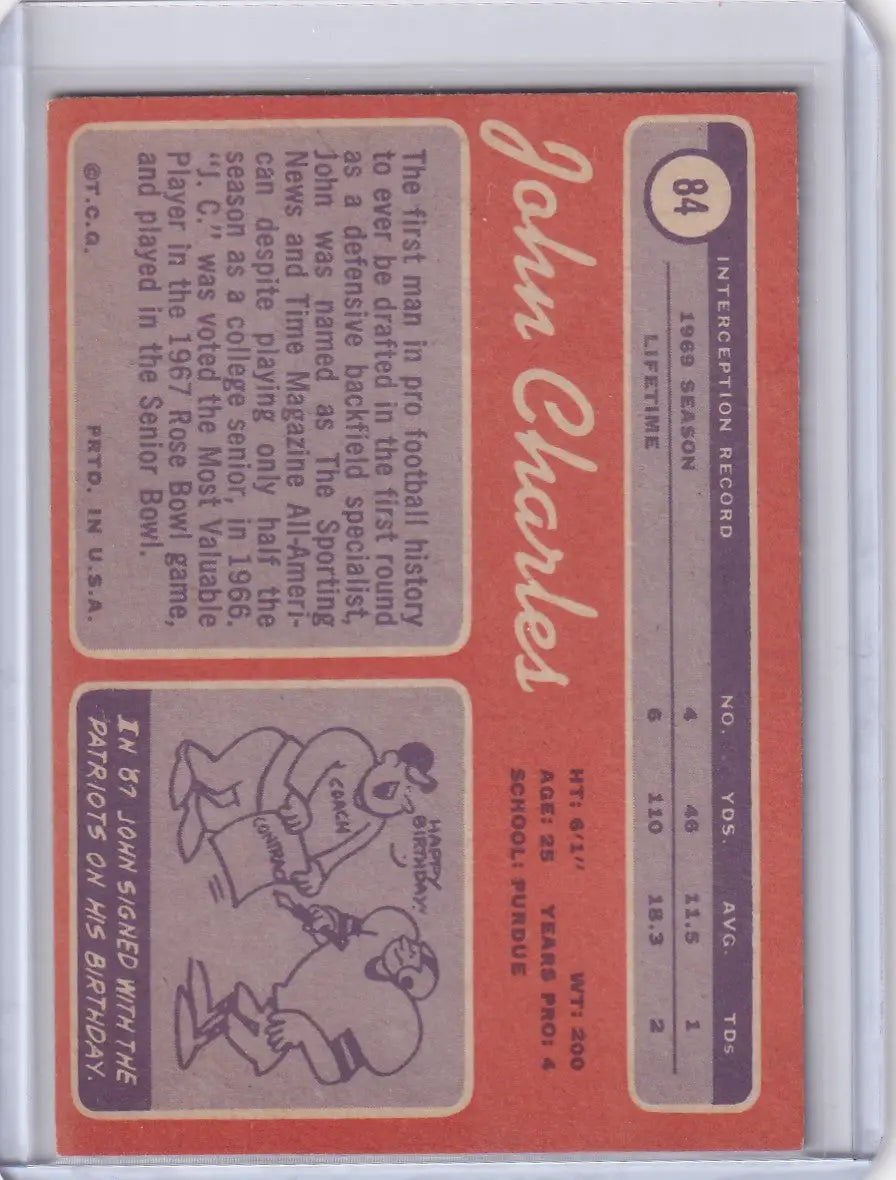 84
INTERCEPTION RECORD NO. YDS. AVG. TDs
1969 SEASON 4 46 11.5 1
LIFETIME 6 110 18.3 2
John Charles
HT: 6'1" WT: 200
AGE: 25 YEARS PRO: 4
SCHOOL: PURDUE
The first man in pro football history
to ever be drafted in the first round
as a defensive backfield specialist,
John was named as The Sporting
News and Time Magazine All-Ameri-
can despite playing only half the
season as a college senior, in 1966.
"J. C." was voted the Most Valuable
Player in the 1967 Rose Bowl game,
and played in the Senior Bowl.
©T.C.G. PRTD. IN U.S.A.
HAPPY
BIRTHDAY!
COACH
CONTRACT
IN '67 JOHN SIGNED WITH THE
PATRIOTS ON HIS BIRTHDAY.